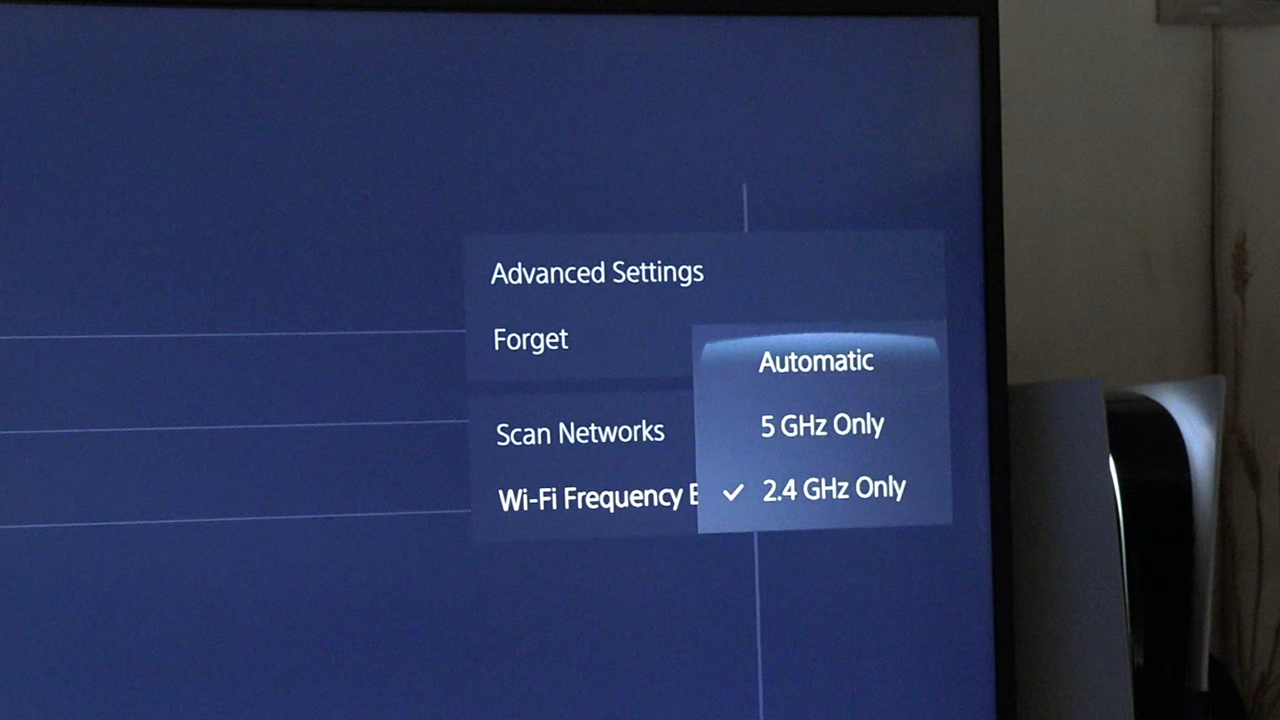 Advanced Settings
Forget
Automatic
5 GHz Only
Scan Networks
Wi-Fi Frequency
2.4 GHz Only